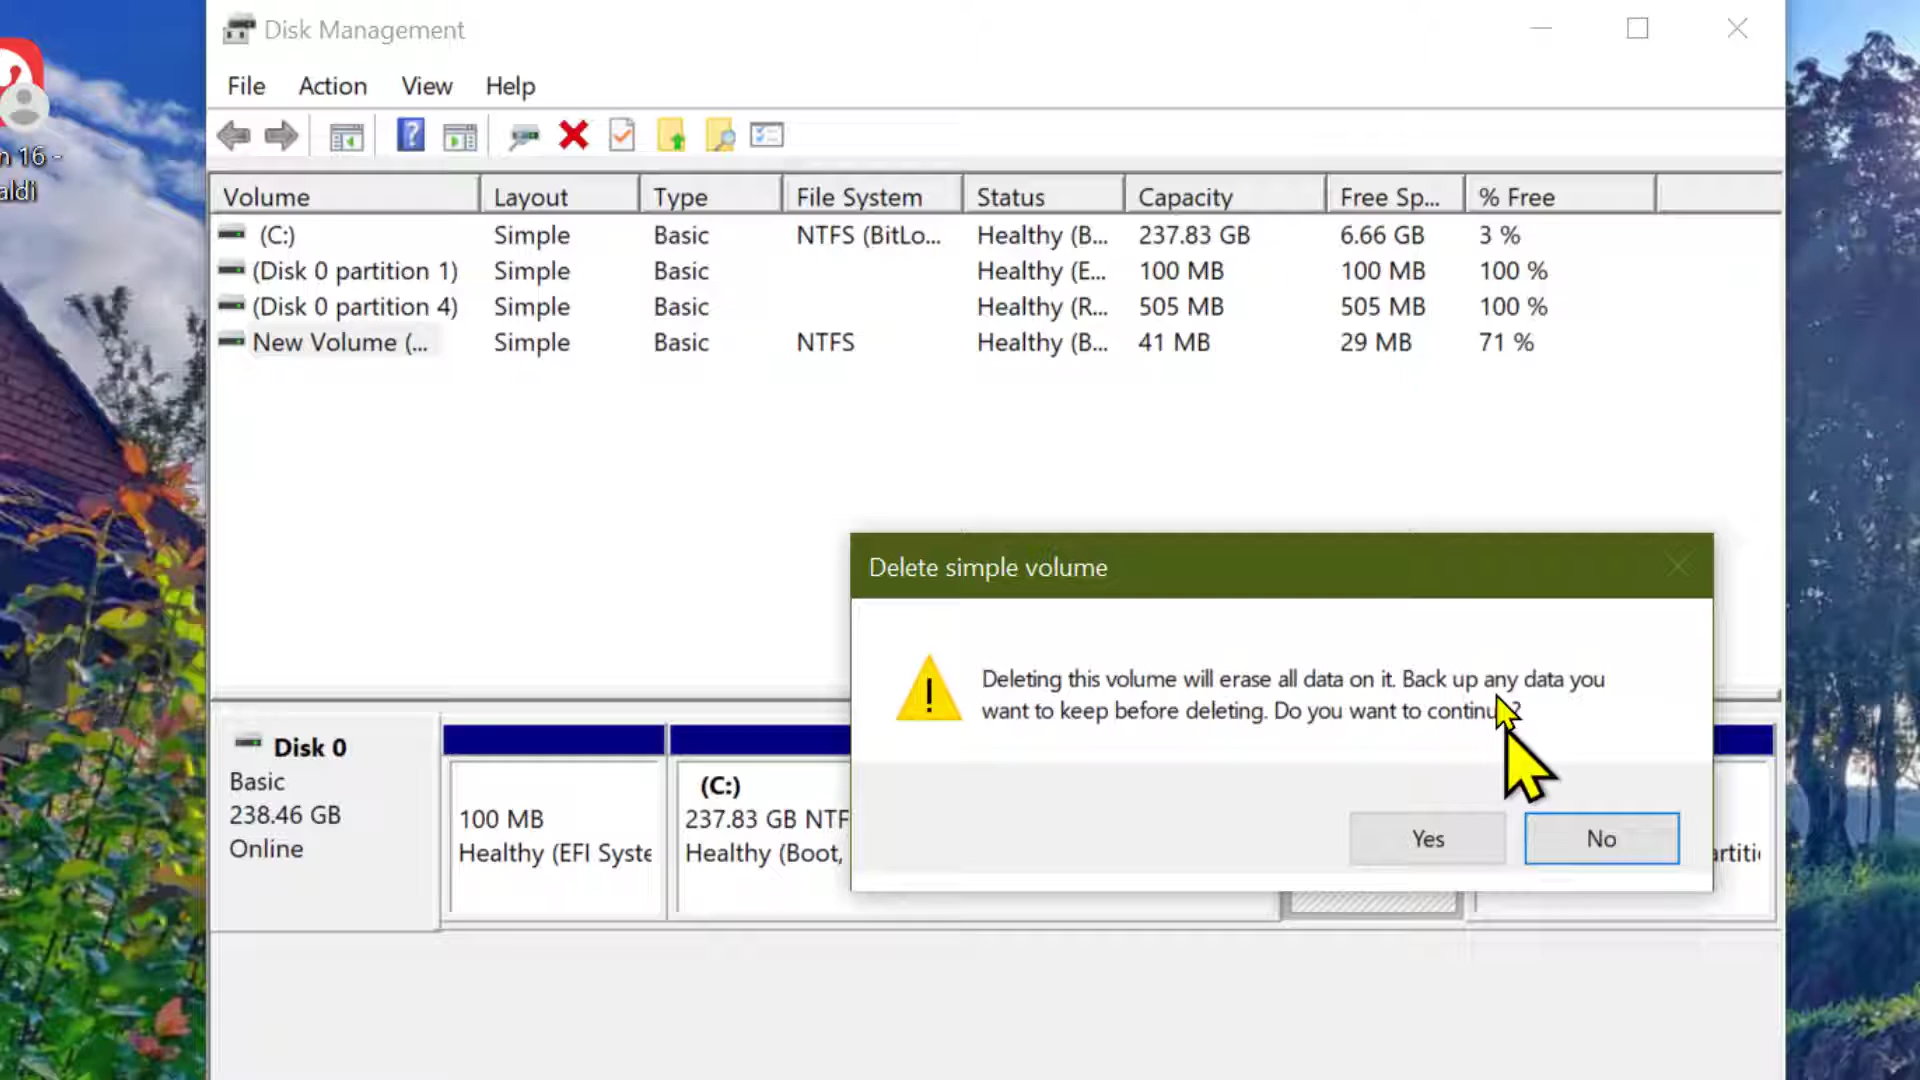 Disk Management
File Action View Help
n 16 -
aldi
Volume Layout Type File System Status Capacity Free Sp... % Free
(C:) Simple Basic NTFS (BitLo... Healthy (B... 237.83 GB 6.66 GB 3 %
(Disk 0 partition 1) Simple Basic Healthy (E... 100 MB 100 MB 100 %
(Disk 0 partition 4) Simple Basic Healthy (R... 505 MB 505 MB 100 %
New Volume (... Simple Basic NTFS Healthy (B... 41 MB 29 MB 71 %
Delete simple volume
Deleting this volume will erase all data on it. Back up any data you
want to keep before deleting. Do you want to continu ?
Yes No
Disk 0
Basic
238.46 GB
Online
100 MB
Healthy (EFI Syste
(C:)
237.83 GB NTF
Healthy (Boot,
artiti